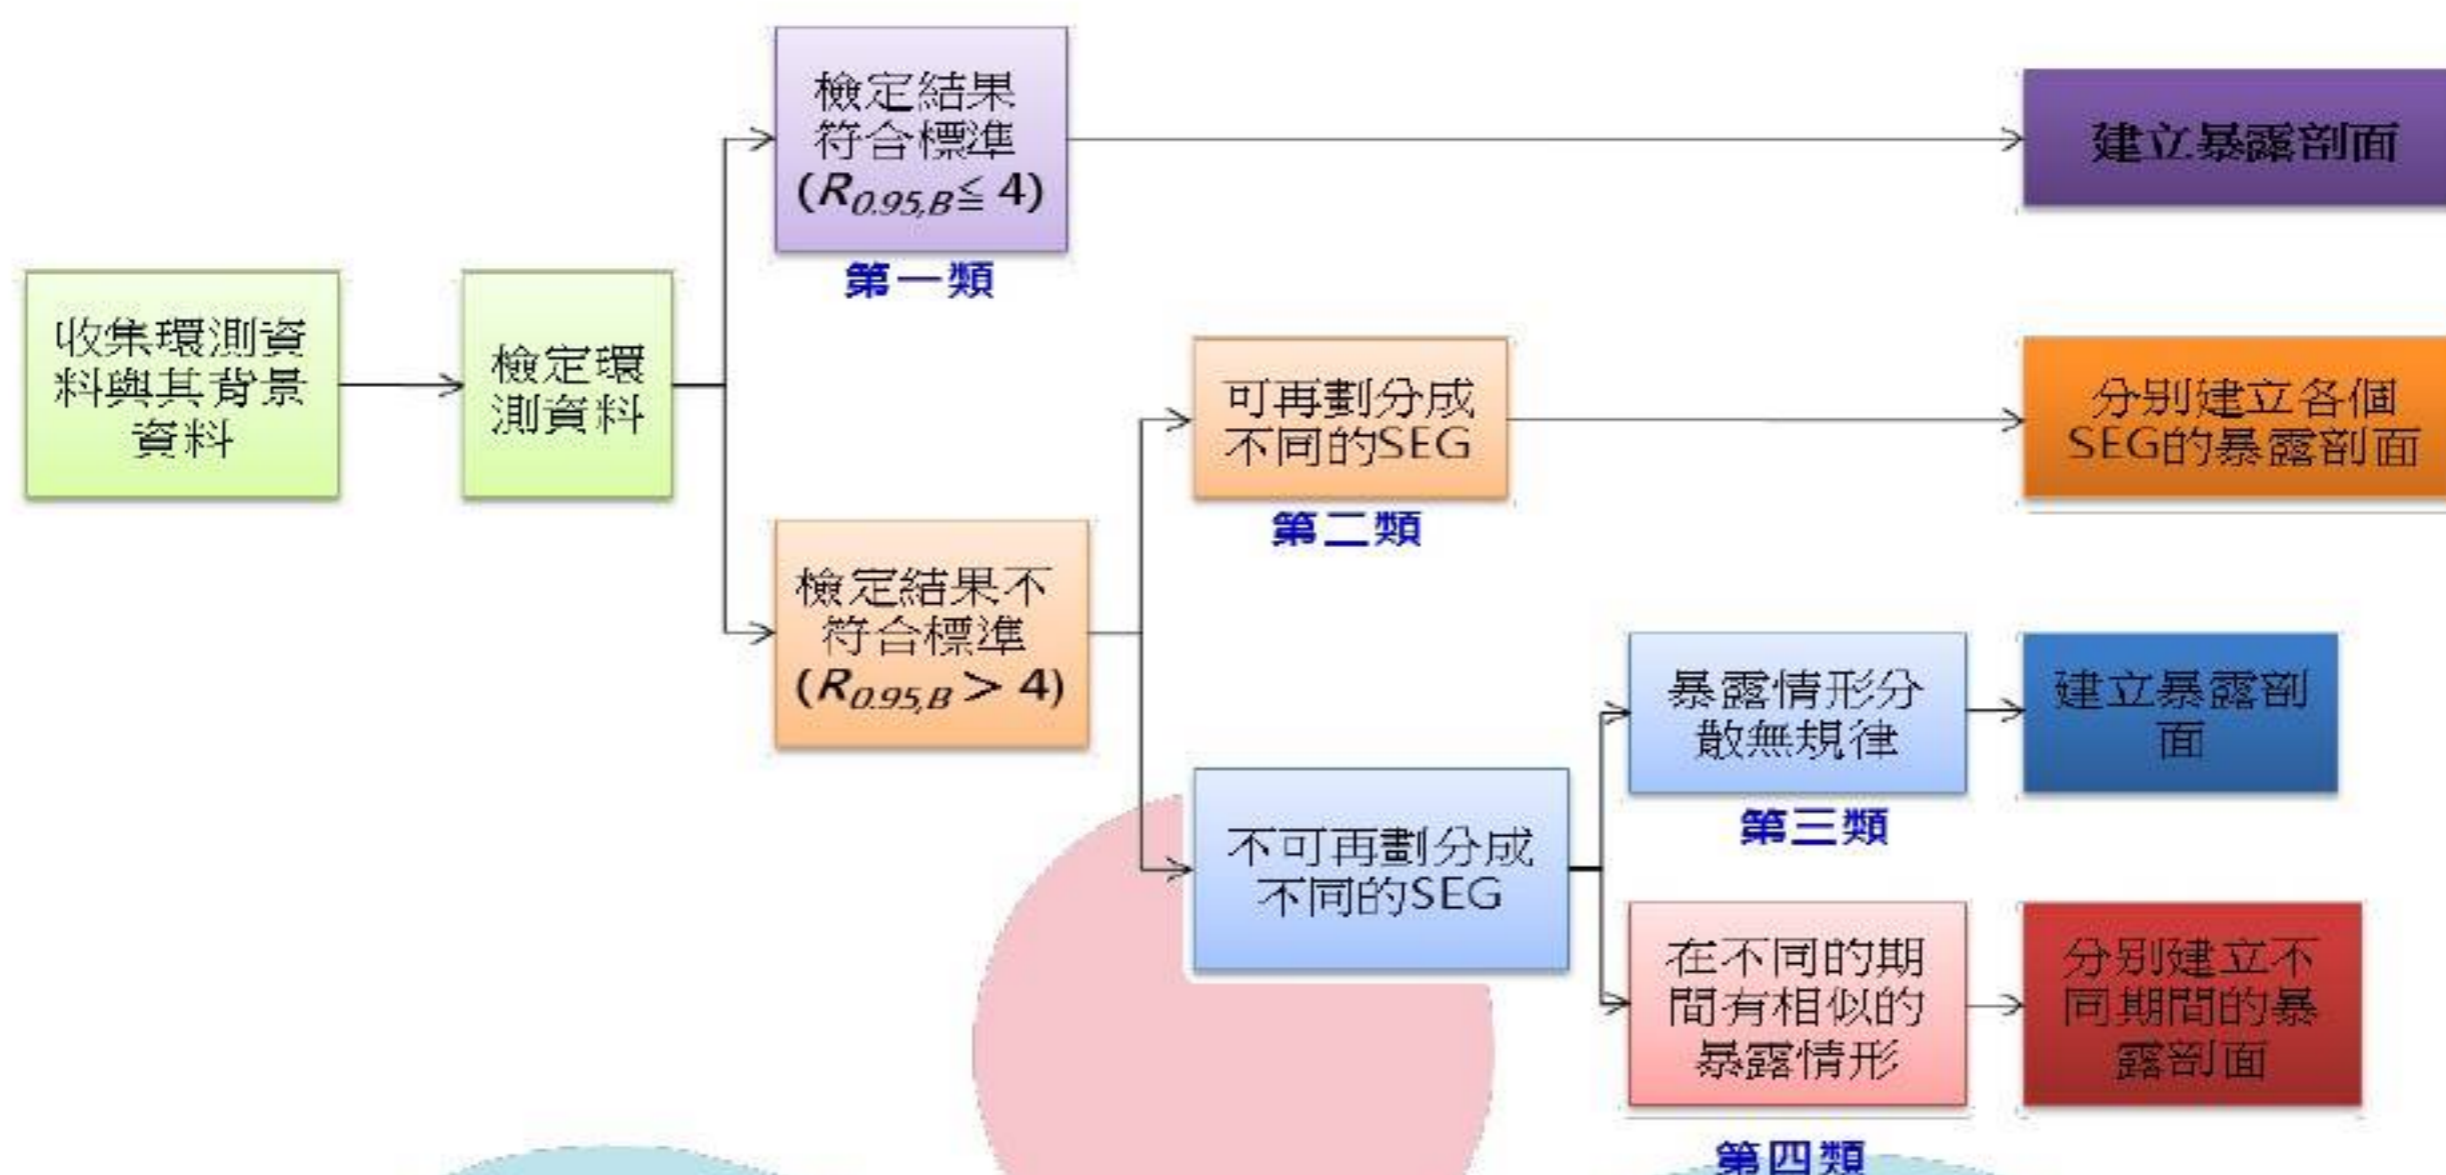 收集環測資
料與其背景
資料
檢定環
測資料
檢定結果
符合標準
(R0.95,B≦ 4)
第一類
建立暴露剖面
檢定結果不
符合標準
(R0.95,B > 4)
可再劃分成
不同的SEG
第二類
分別建立各個
SEG的暴露剖面
不可再劃分成
不同的SEG
暴露情形分
散無規律
第三類
建立暴露剖
面
在不同的期
間有相似的
暴露情形
第四類
分別建立不
同期間的暴
露剖面